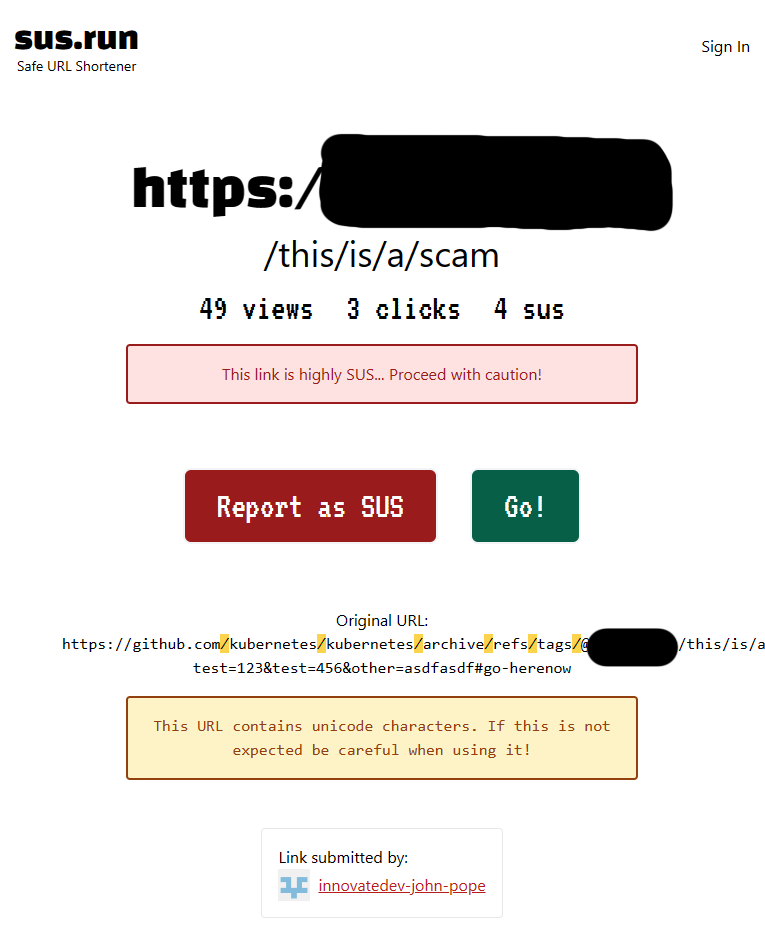 sus.run
Safe URL Shortener
Sign In
https:/
/this/is/a/scam
49 views 3 clicks 4 sus
This link is highly SUS... Proceed with caution!
Report as SUS
Go!
Original URL:
https://github.com/kubernetes/kubernetes/archive/refs/tags/@ /this/is/a
test=123&test=456&other=asdfasdf#go-herenow
This URL contains unicode characters. If this is not
expected be careful when using it!
Link submitted by:
innovatedev-john-pope